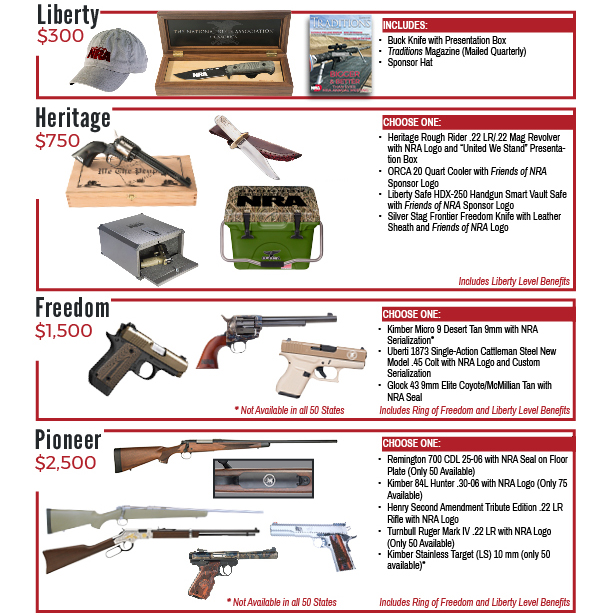 Liberty
$300
THE NATIONAL RIFLE ASSOCIATION
OF AMERICA
NRA
NRA
TRADITIONS
NRA
INCLUDES:
• Buok Knife with Presentation Box
• Traditions Magazine (Mailed Quarterly)
• Sponsor Hat
Heritage
$750
We The People
NRA
CHOOSE ONE:
• Heritage Rough Rider .22 LR/.22 Mag Revolver
with NRA Logo and “United We Stand” Presenta-
tion Box
• ORCA 20 Quart Cooler with Friends of NRA
Sponsor Logo
• Liberty Safe HDX-250 Handgun Smart Vault Safe
with Friends of NRA Sponsor Logo
• Silver Stag Frontier Freedom Knife with Leather
Sheath and Friends of NRA Logo
Includes Liberty Level Benefits
Freedom
$1,500
* Not Available in all 50 States
CHOOSE ONE:
• Kimber Micro 9 Desert Tan 9mm with NRA
Serialization*
• Uberti 1873 Single-Action Cattleman Steel New
Model .45 Colt with NRA Logo and Custom
Serialization
• Glock 43 9mm Elite Coyote/McMillian Tan with
NRA Seal
Includes Ring of Freedom and Liberty Level Benefits
Pioneer
$2,500
* Not Available in all 50 States
CHOOSE ONE:
• Remington 700 CDL 25-06 with NRA Seal on Floor
Plate (Only 50 Available)
• Kimber 84L Hunter .30-06 with NRA Logo (Only 75
Available)
• Henry Second Amendment Tribute Edition .22 LR
Rifle with NRA Logo
• Turnbull Ruger Mark IV .22 LR with NRA Logo
(Only 50 Available)
• Kimber Stainless Target (LS) 10 mm (only 50
available)*
Includes Ring of Freedom and Liberty Level Benefits